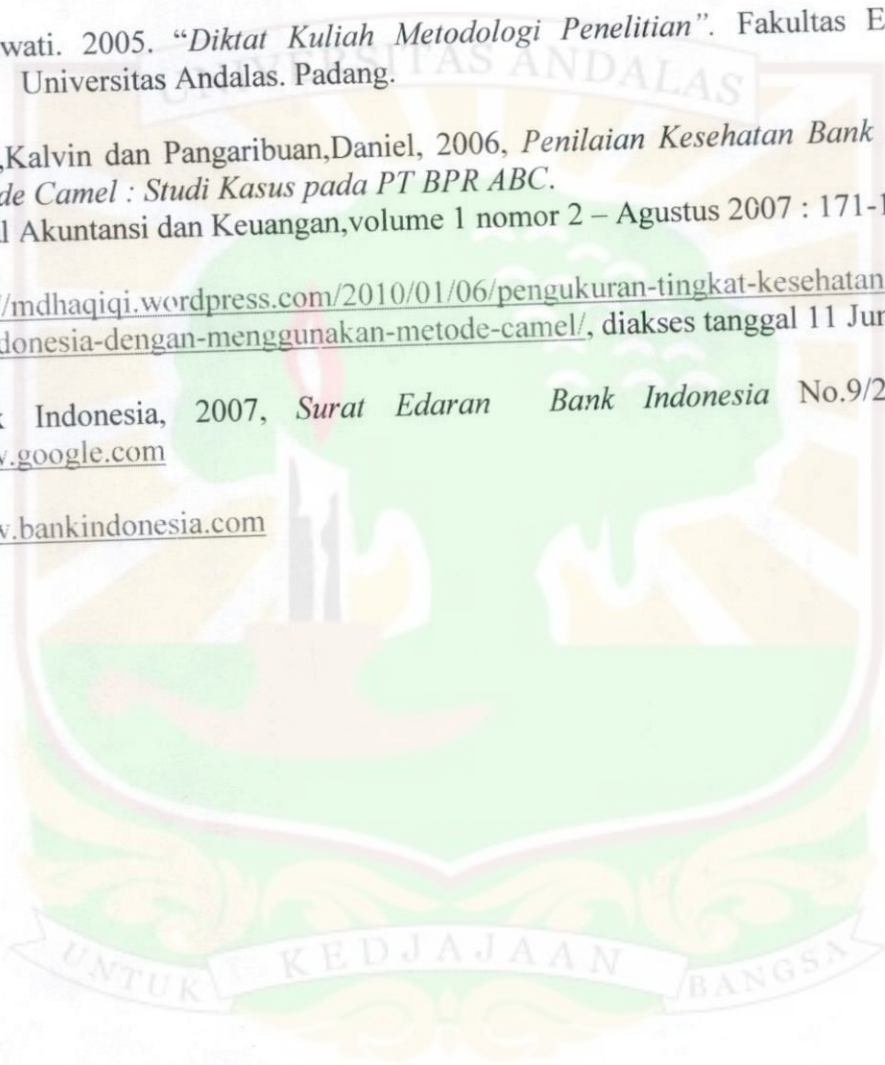 wati. 2005. “Diktat Kuliah Metodologi Penelitian”. Fakultas E
Universitas Andalas. Padang.
,Kalvin dan Pangaribuan,Daniel, 2006, Penilaian Kesehatan Bank
de Camel : Studi Kasus pada PT BPR ABC.
l Akuntansi dan Keuangan,volume 1 nomor 2 – Agustus 2007 : 171-1
//mdhaqiqi.wordpress.com/2010/01/06/pengukuran-tingkat-kesehatan
donesia-dengan-menggunakan-metode-camel/, diakses tanggal 11 Jur
Indonesia, 2007, Surat Edaran Bank Indonesia No.9/2
.google.com
.bankindonesia.com
UNIVERSITAS ANDALAS
UNTUK KEDJAJAAN BANGSA